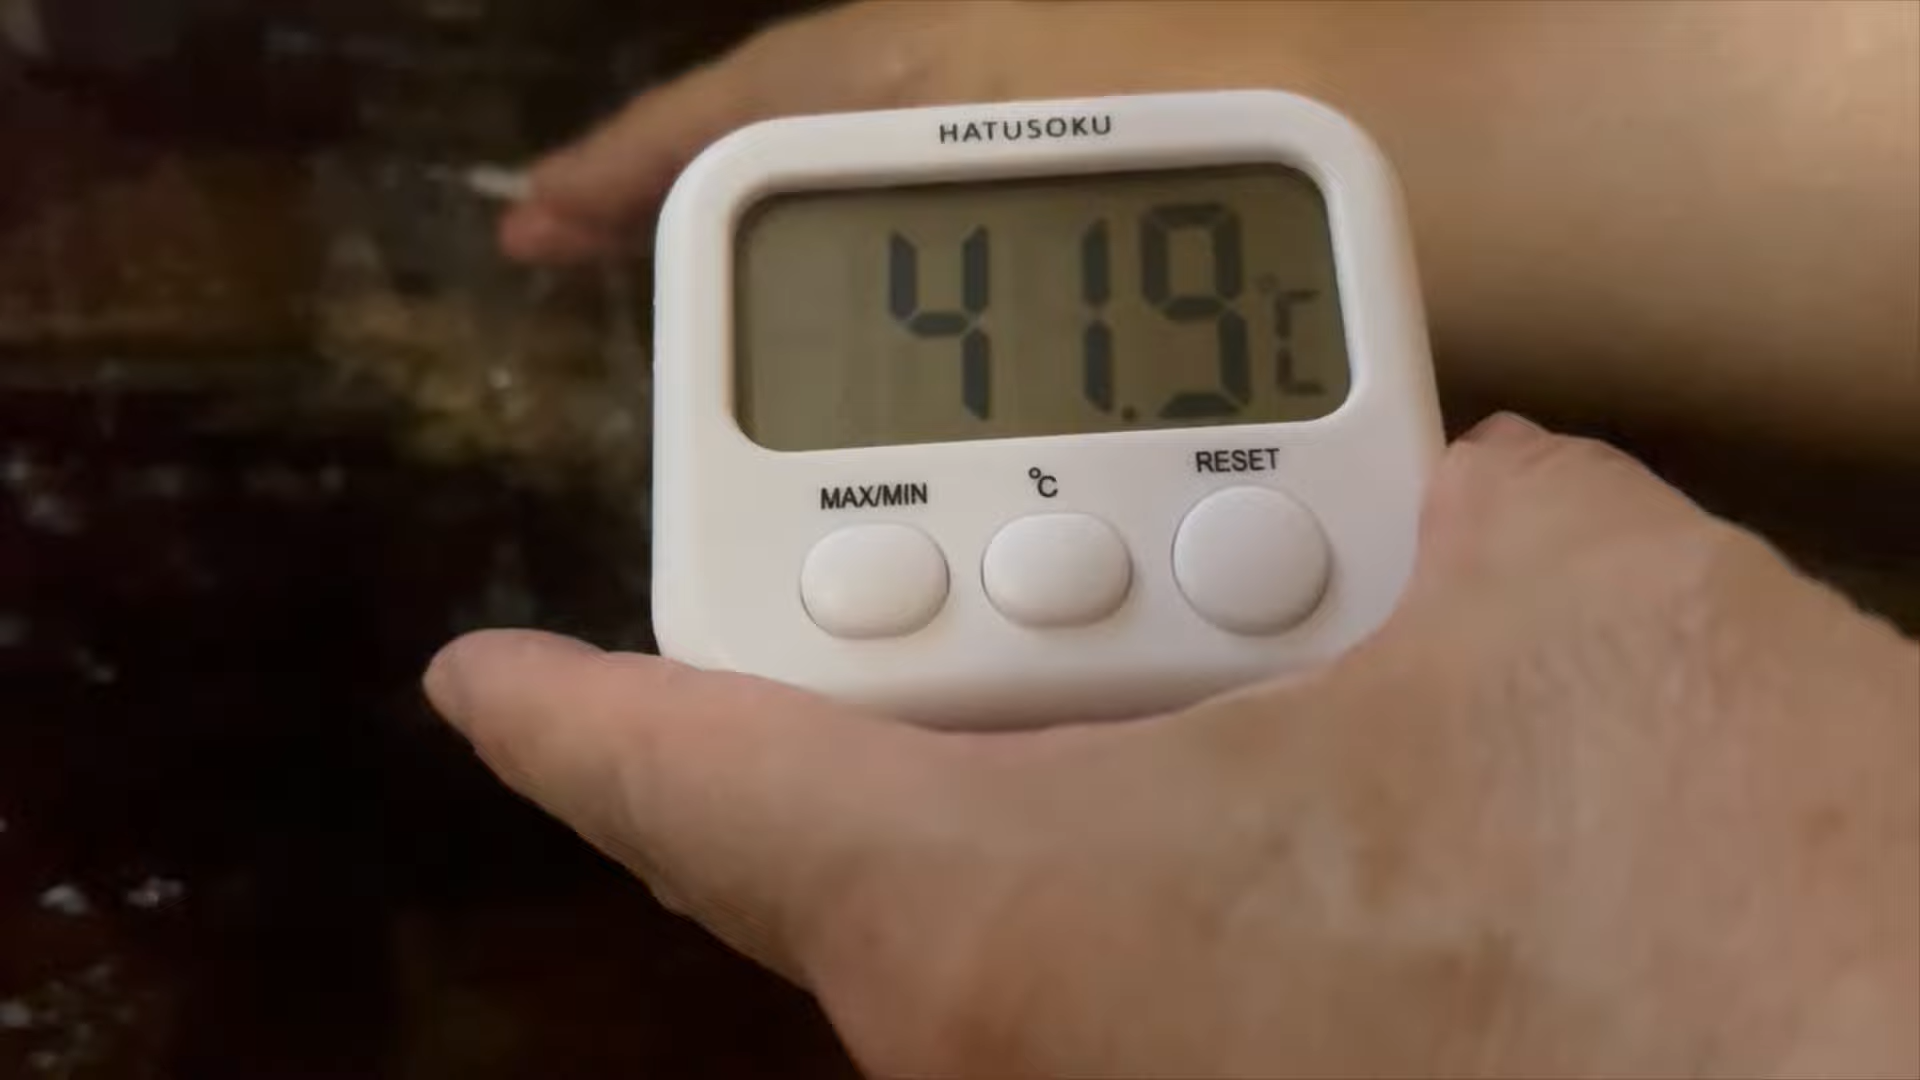 HATUSOKU
41.9℃
MAX/MIN
℃
RESET